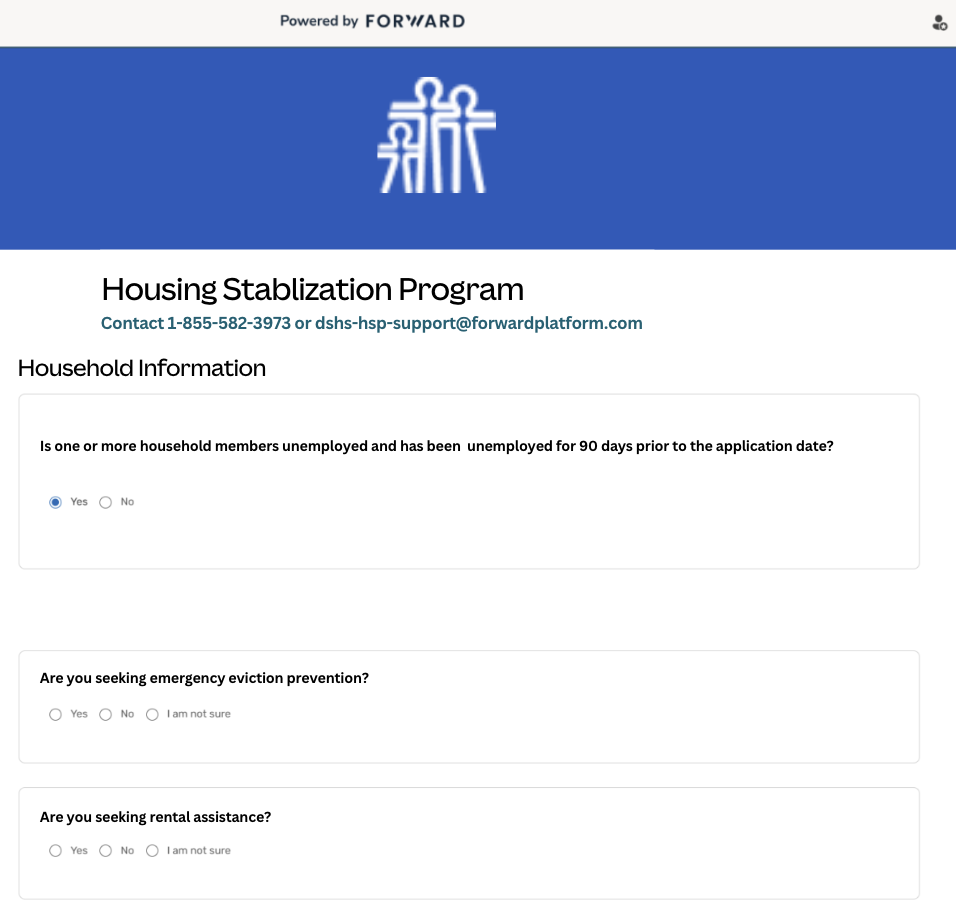 Powered by FORWARD
Housing Stablization Program
Contact 1-855-582-3973 or dshs-hsp-support@forwardplatform.com
Household Information
Is one or more household members unemployed and has been  unemployed for 90 days prior to the application date?
Yes No
Are you seeking emergency eviction prevention?
Yes No I am not sure
Are you seeking rental assistance?
Yes No I am not sure